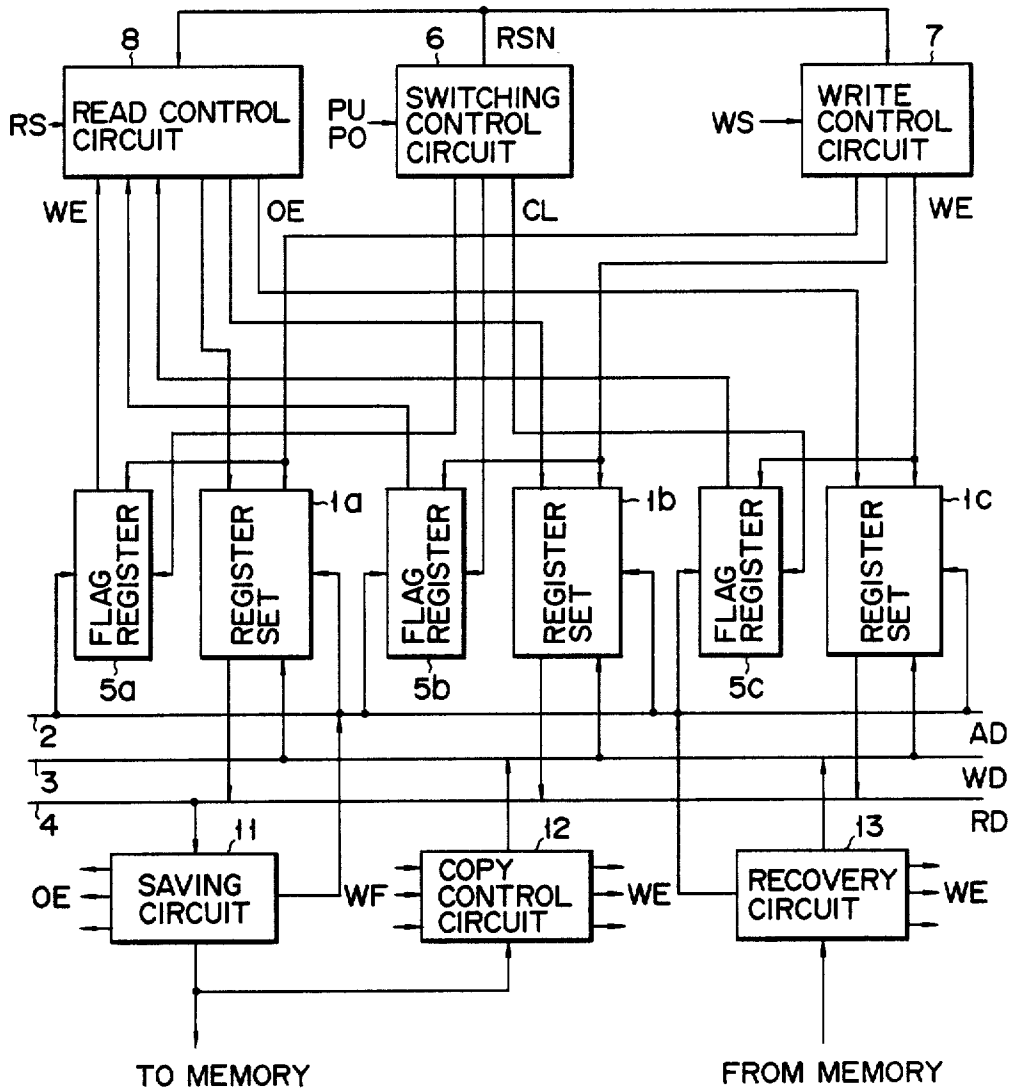 8
6
RSN
7
RS
READ CONTROL
CIRCUIT
PU
PO
SWITCHING
CONTROL
CIRCUIT
WS
WRITE
CONTROL
CIRCUIT
WE
OE
CL
WE
1a
1b
1c
FLAG
REGISTER
REGISTER
SET
FLAG
REGISTER
REGISTER
SET
FLAG
REGISTER
REGISTER
SET
5a
5b
5c
2
AD
3
WD
4
RD
11
12
13
OE
SAVING
CIRCUIT
WF
COPY
CONTROL
CIRCUIT
WE
RECOVERY
CIRCUIT
WE
TO MEMORY
FROM MEMORY